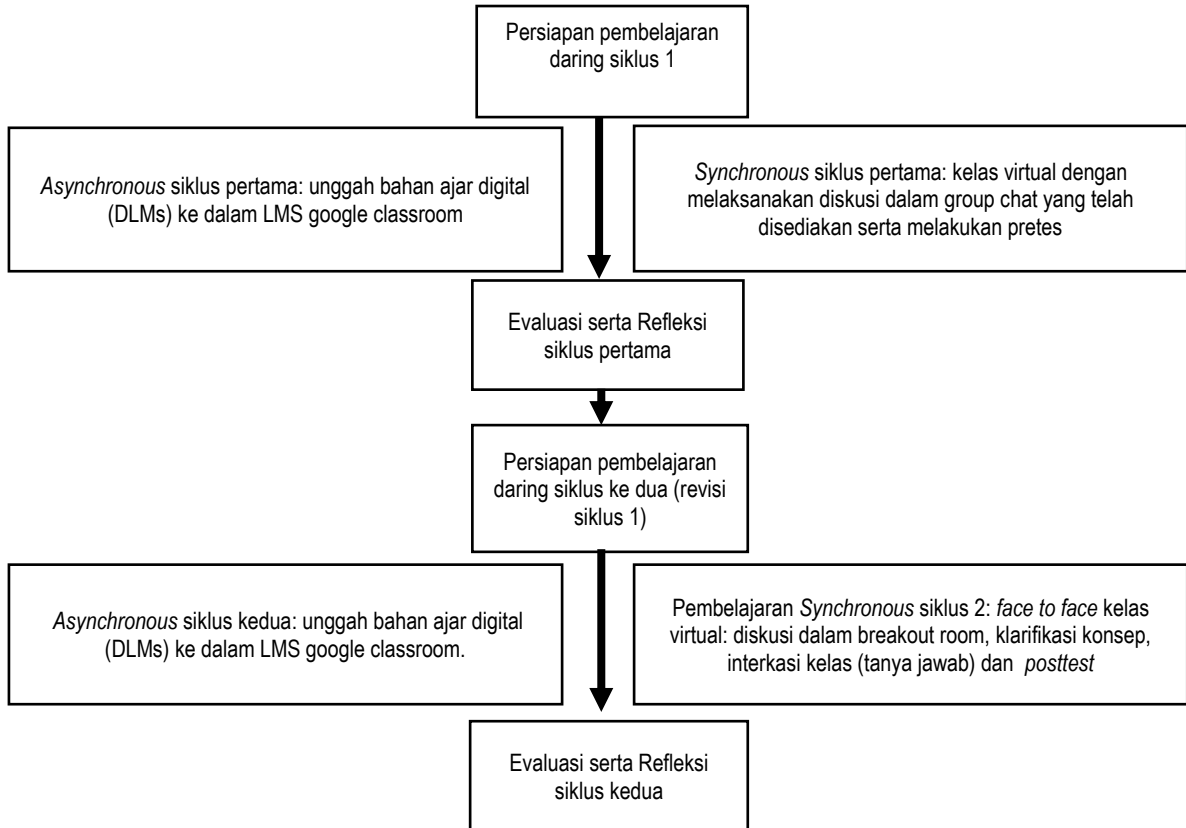 Persiapan pembelajaran
daring siklus 1
Asynchronous siklus pertama: unggah bahan ajar digital
(DLMs) ke dalam LMS google classroom
Synchronous siklus pertama: kelas virtual dengan
melaksanakan diskusi dalam group chat yang telah
disediakan serta melakukan pretes
Evaluasi serta Refleksi
siklus pertama
Persiapan pembelajaran
daring siklus ke dua (revisi
siklus 1)
Asynchronous siklus kedua: unggah bahan ajar digital
(DLMs) ke dalam LMS google classroom.
Pembelajaran Synchronous siklus 2: face to face kelas
virtual: diskusi dalam breakout room, klarifikasi konsep,
interkasi kelas (tanya jawab) dan posttest
Evaluasi serta Refleksi
siklus kedua